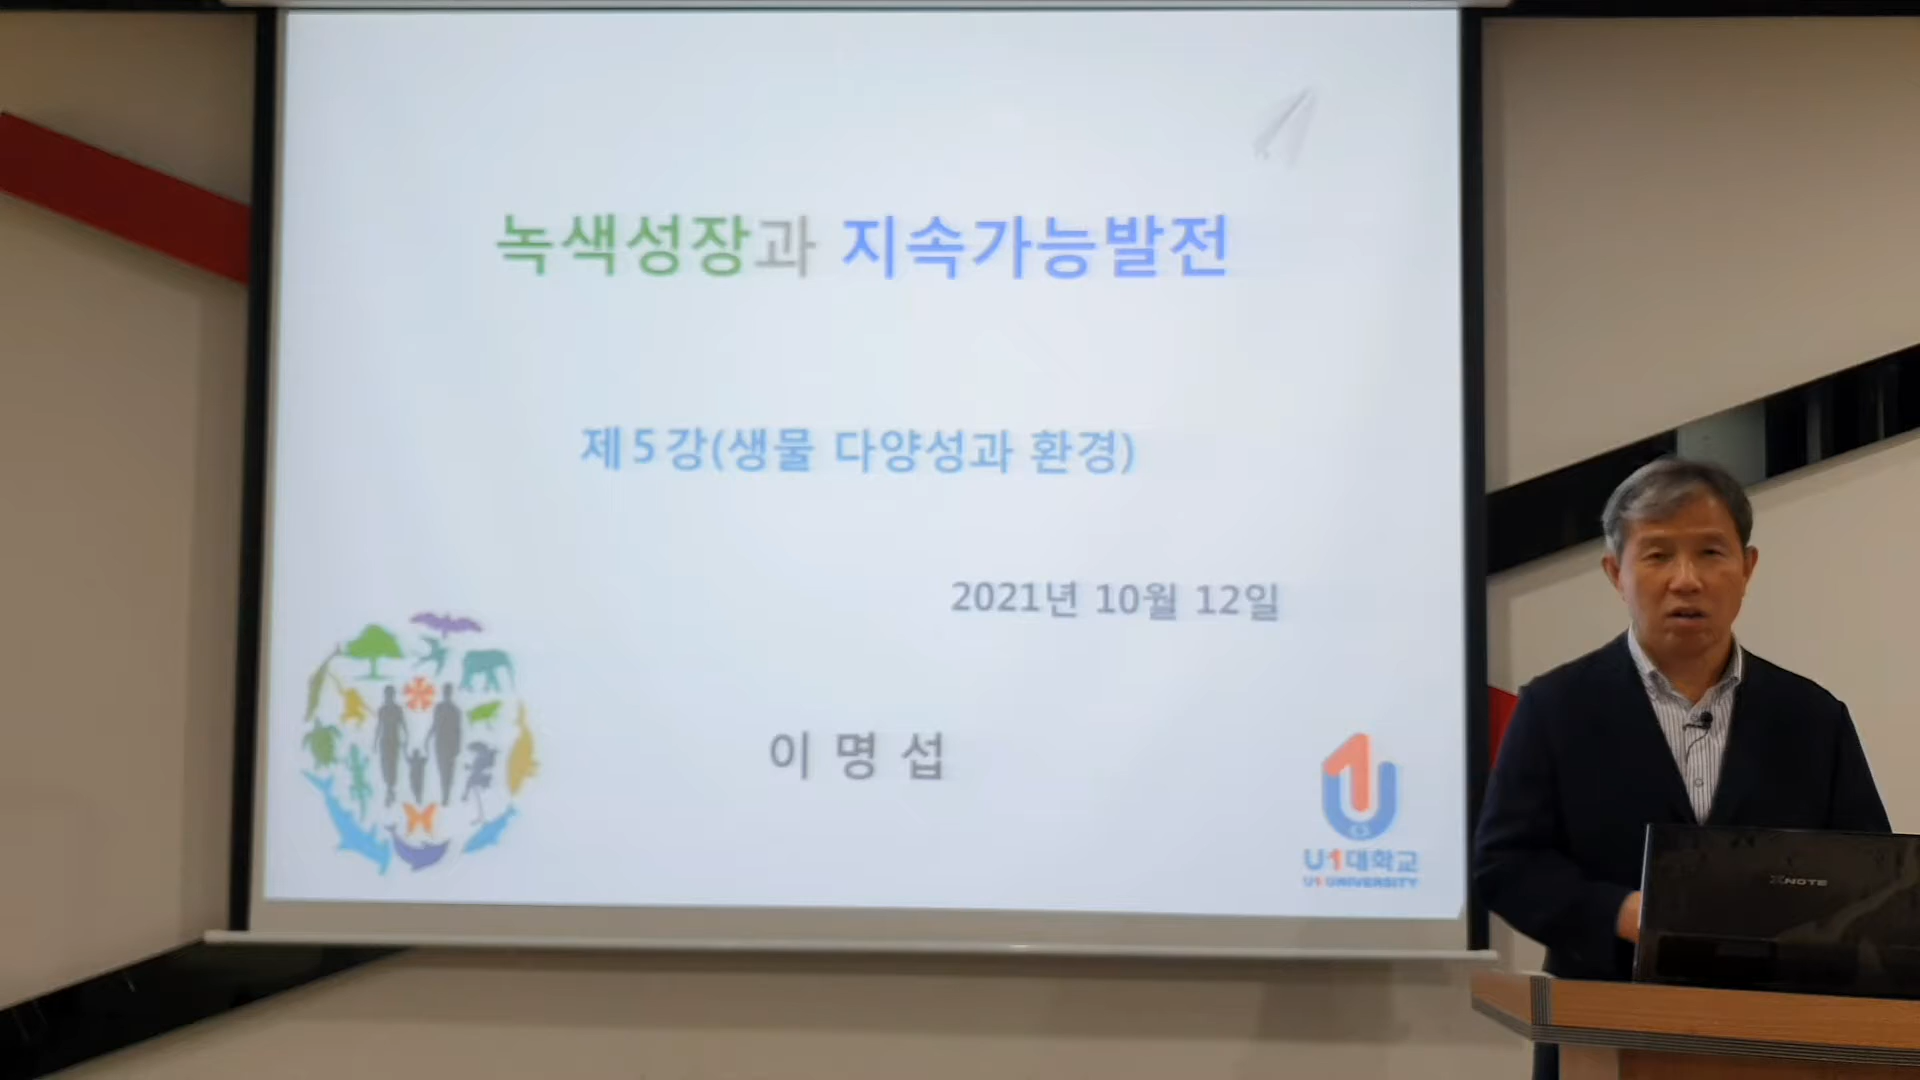 녹색성장과 지속가능발전
제5강(생물 다양성과 환경)
2021년 10월 12일
이 명 섭
U1대학교
U1 UNIVERSITY
XNOTE